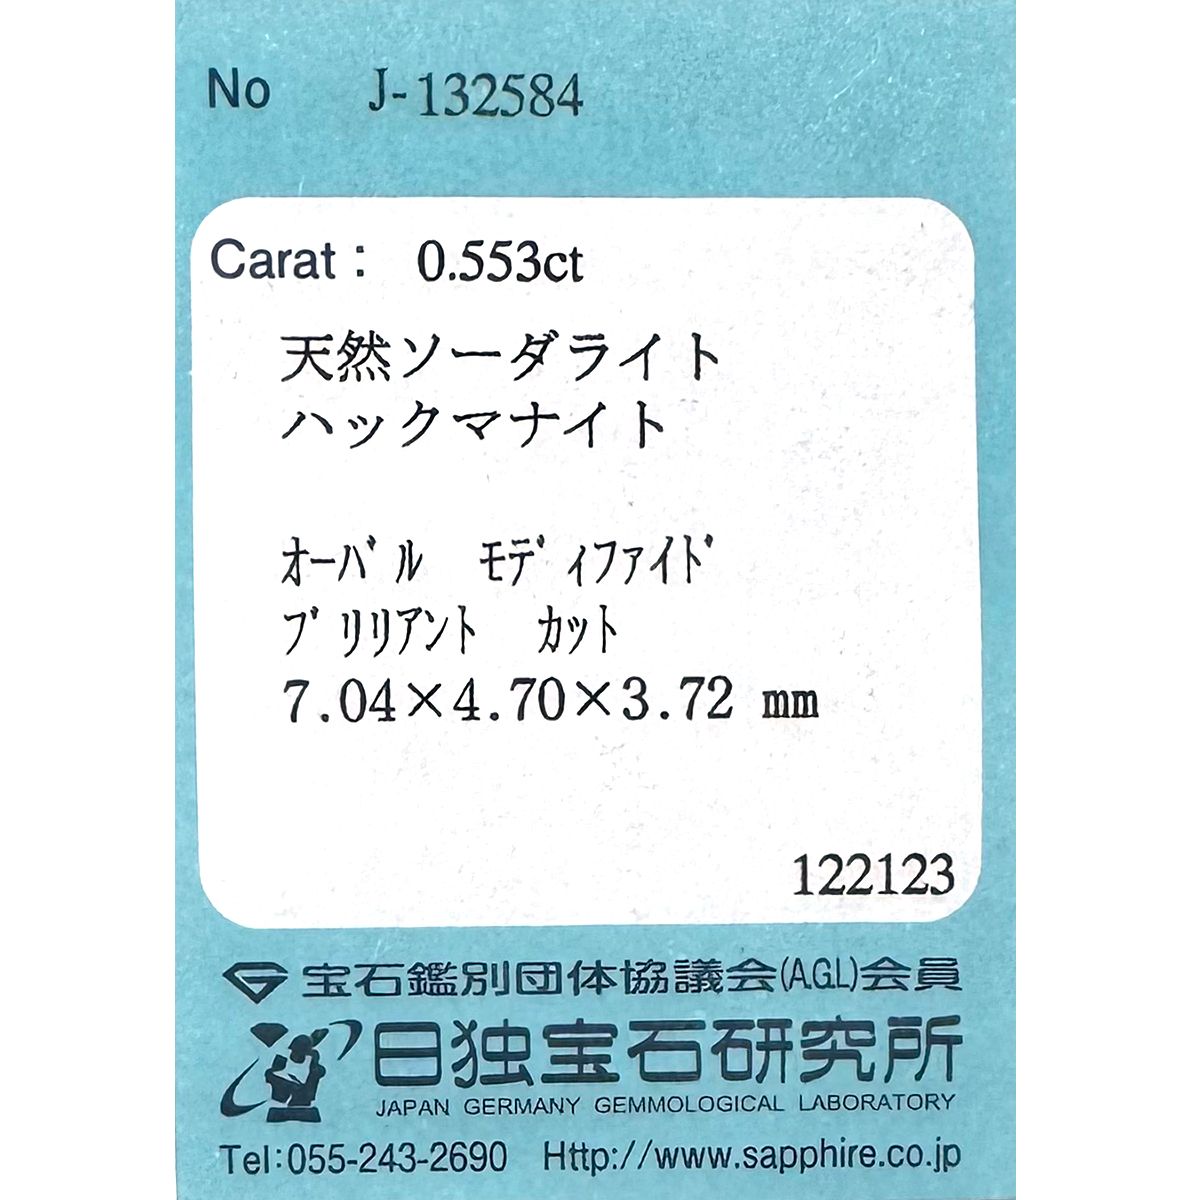 No J-132584
Carat： 0.553ct
天然ソーダライト
ハックマナイト
ｵｰﾊﾞﾙ ﾓﾃﾞｨﾌｧｲﾄﾞ
ﾌﾞﾘﾘｱﾝﾄ ｶｯﾄ
7.04×4.70×3.72 mm
122123
宝石鑑別団体協議会(A.G.L)会員
日独宝石研究所
JAPAN GERMANY GEMMOLOGICAL LABORATORY
Tel:055-243-2690 Http://www.sapphire.co.jp